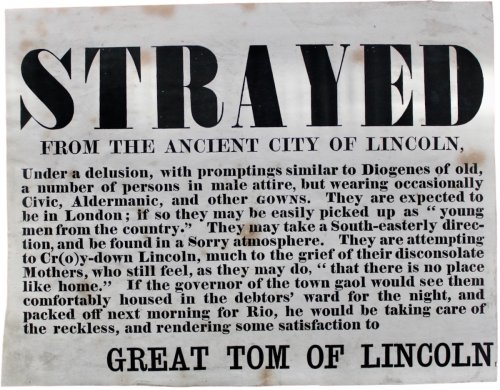 STRAYED
FROM THE ANCIENT CITY OF LINCOLN,
Under a delusion, with promptings similar to Diogenes of old,
a number of persons in male attire, but wearing occasionally
Civic, Aldermanic, and other GOWNS. They are expected to
be in London; if so they may be easily picked up as “ young
men from the country.” They may take a South-easterly direc-
tion, and be found in a Sorry atmosphere. They are attempting
to Cr(o)y-down Lincoln, much to the grief of their disconsolate
Mothers, who still feel, as they may do, “ that there is no place
like home.” If the governor of the town gaol would see them
comfortably housed in the debtors’ ward for the night, and
packed off next morning for Rio, he would be taking care of
the reckless, and rendering some satisfaction to
GREAT TOM OF LINCOLN.